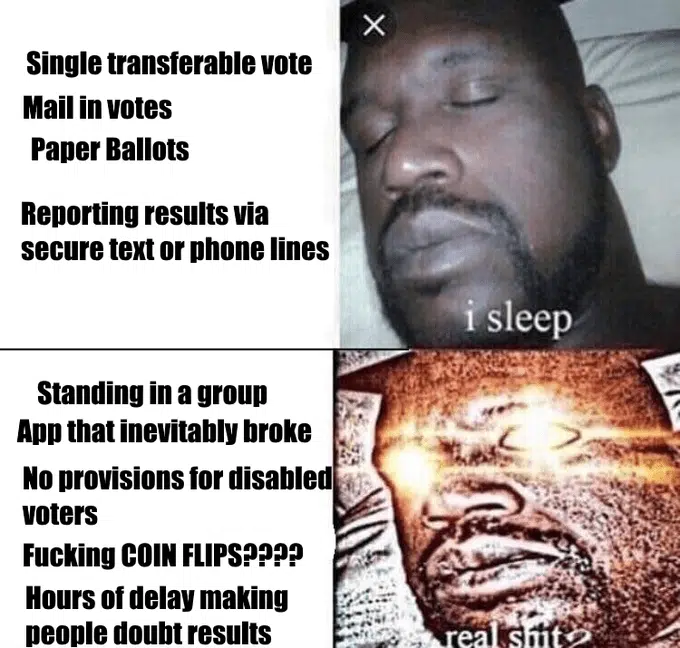 Single transferable vote
Mail in votes
Paper Ballots
Reporting results via
secure text or phone lines
i sleep
Standing in a group
App that inevitably broke
No provisions for disabled
voters
Fucking COIN FLIPS????
Hours of delay making
people doubt results
real shit?